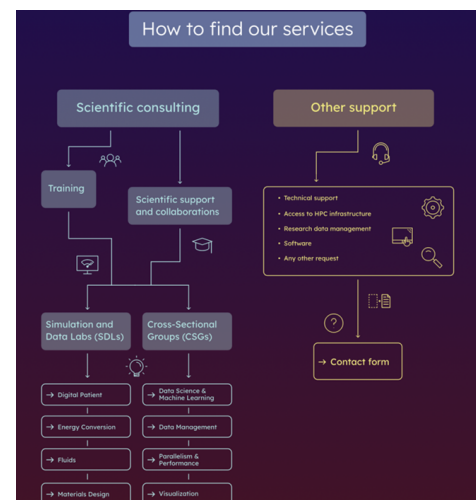 How to find our services
Scientific consulting
Other support
Training
Scientific support
and collaborations
• Technical support
• Access to HPC infrastructure
• Research data management
• Software
• Any other request
?
Simulation and
Data Labs (SDLs)
Cross-Sectional
Groups (CSGs)
→ Contact form
→ Digital Patient
→ Data Science &
Machine Learning
→ Energy Conversion
→ Data Management
→ Fluids
→ Parallelism &
Performance
→ Materials Design
→ Visualization